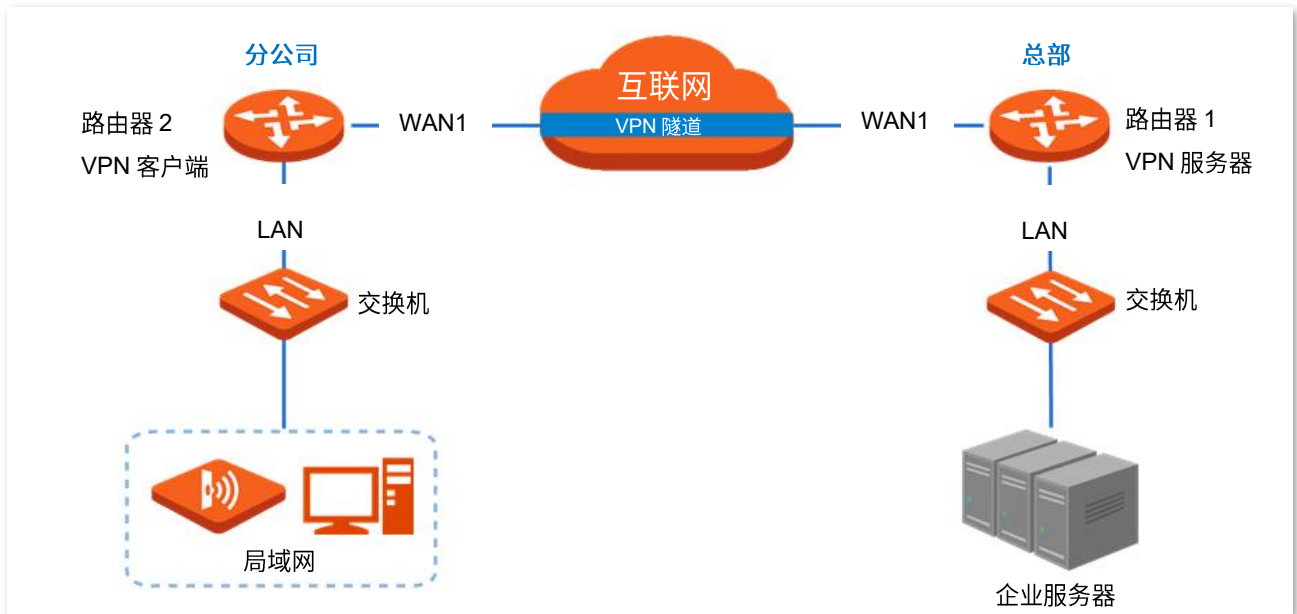 分公司
总部
互联网
VPN 隧道
路由器 2
VPN 客户端
WAN1
WAN1
路由器 1
VPN 服务器
LAN
LAN
交换机
交换机
局域网
企业服务器